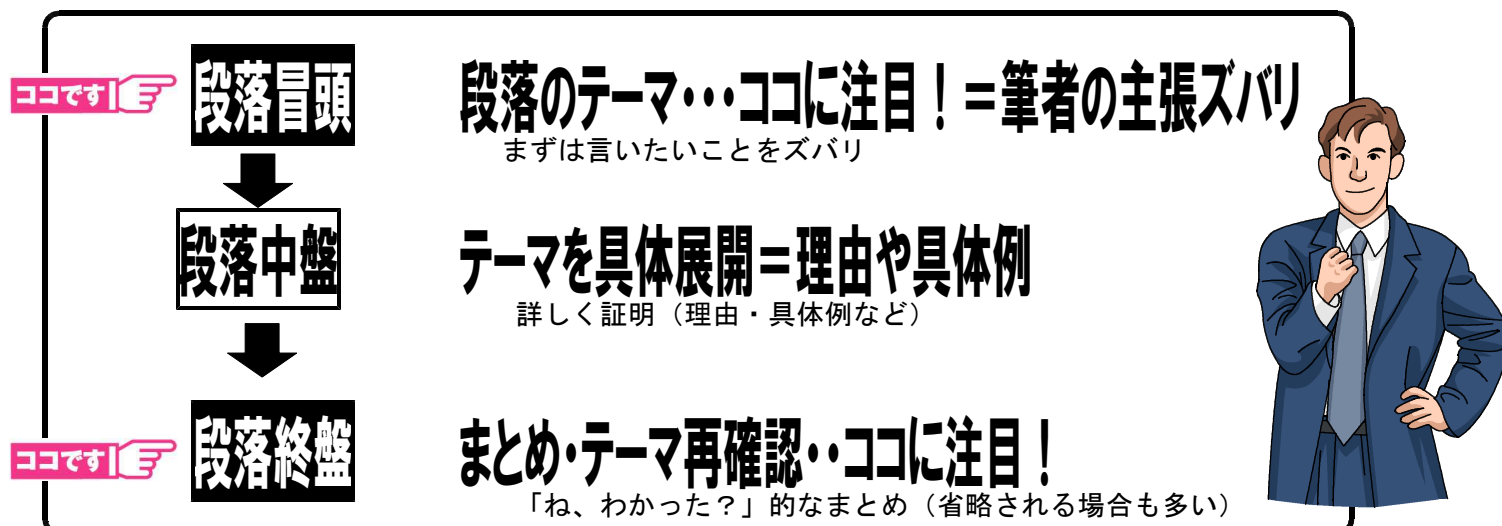 ココです 段落冒頭 段落のテーマ・・・ココに注目！＝筆者の主張ズバリ
まずは言いたいことをズバリ
段落中盤 テーマを具体展開＝理由や具体例
詳しく証明（理由・具体例など）
ココです 段落終盤 まとめ・テーマ再確認・・ココに注目！
「ね、わかった？」的なまとめ（省略される場合も多い）